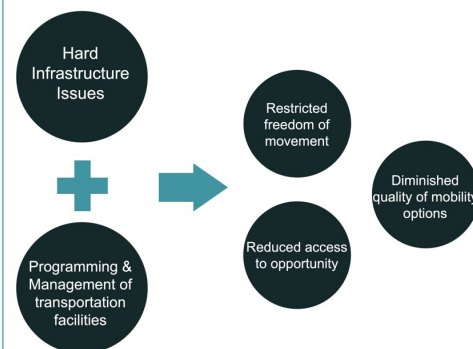 Hard
Infrastructure
Issues
Programming &
Management of
transportation
facilities
Restricted
freedom of
movement
Reduced access
to opportunity
Diminished
quality of mobility
options